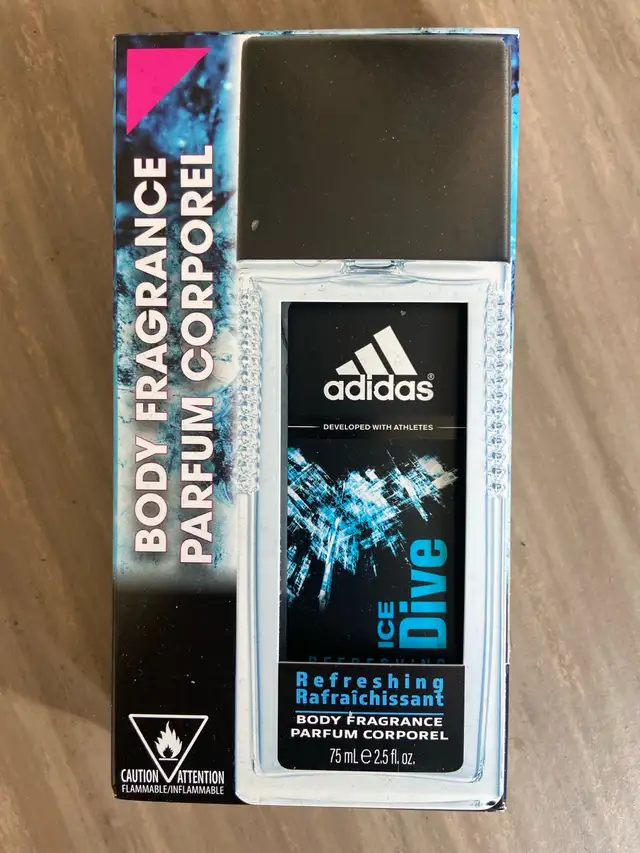 BODY FRAGRANCE
PARFUM CORPOREL
adidas®
DEVELOPED WITH ATHLETES
ICE
Dive
REFRESHING
Refreshing
Rafraîchissant
BODY FRAGRANCE
PARFUM CORPOREL
75 mL ℮ 2.5 fl. oz.
CAUTION ATTENTION
FLAMMABLE/INFLAMMABLE